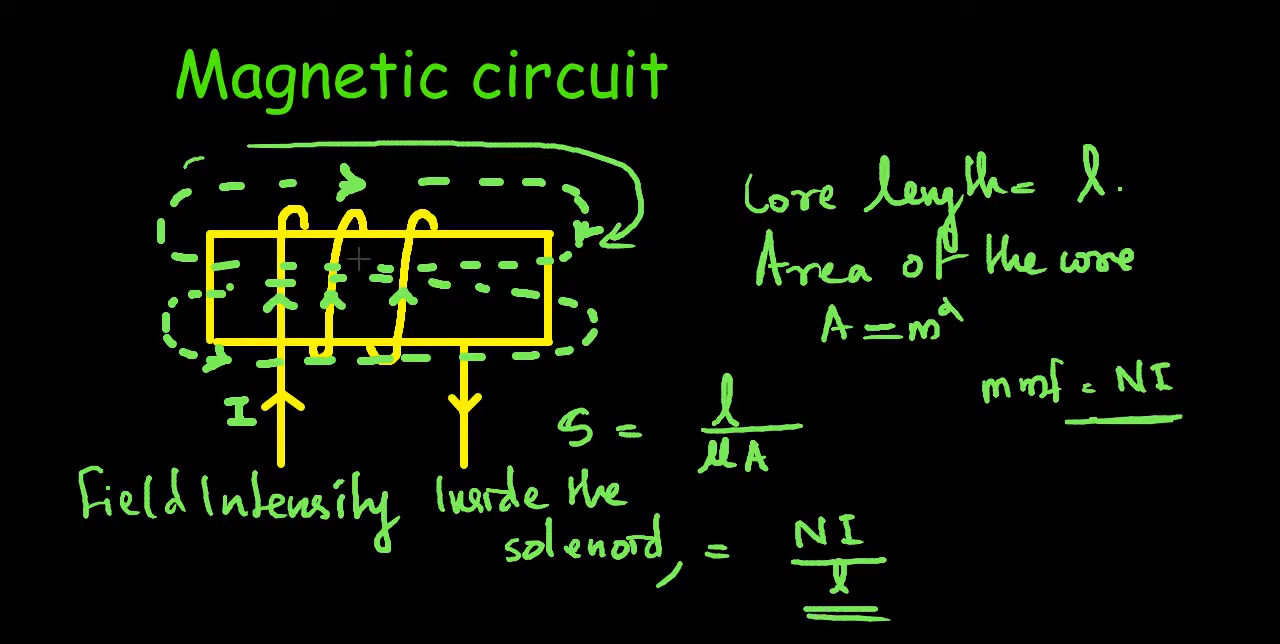 Magnetic circuit
Core length = l.
Area of the core
A = m²
mmf = NI
I
S = l / μA
Field Intensity Inside the
solenoid, = NI / l